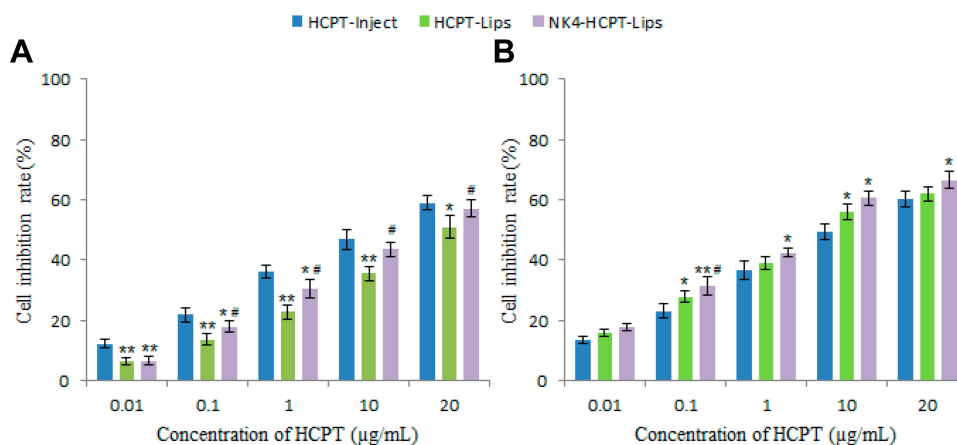 HCPT-Inject HCPT-Lips NK4-HCPT-Lips
A
B
100
80
60
40
20
0
Cell inhibition rate (%)
** **
** * #
** * #
** #
* #
0.01 0.1 1 10 20
Concentration of HCPT (µg/mL)
100
80
60
40
20
0
Cell inhibition rate (%)
* **#
*
* *
*
0.01 0.1 1 10 20
Concentration of HCPT (µg/mL)